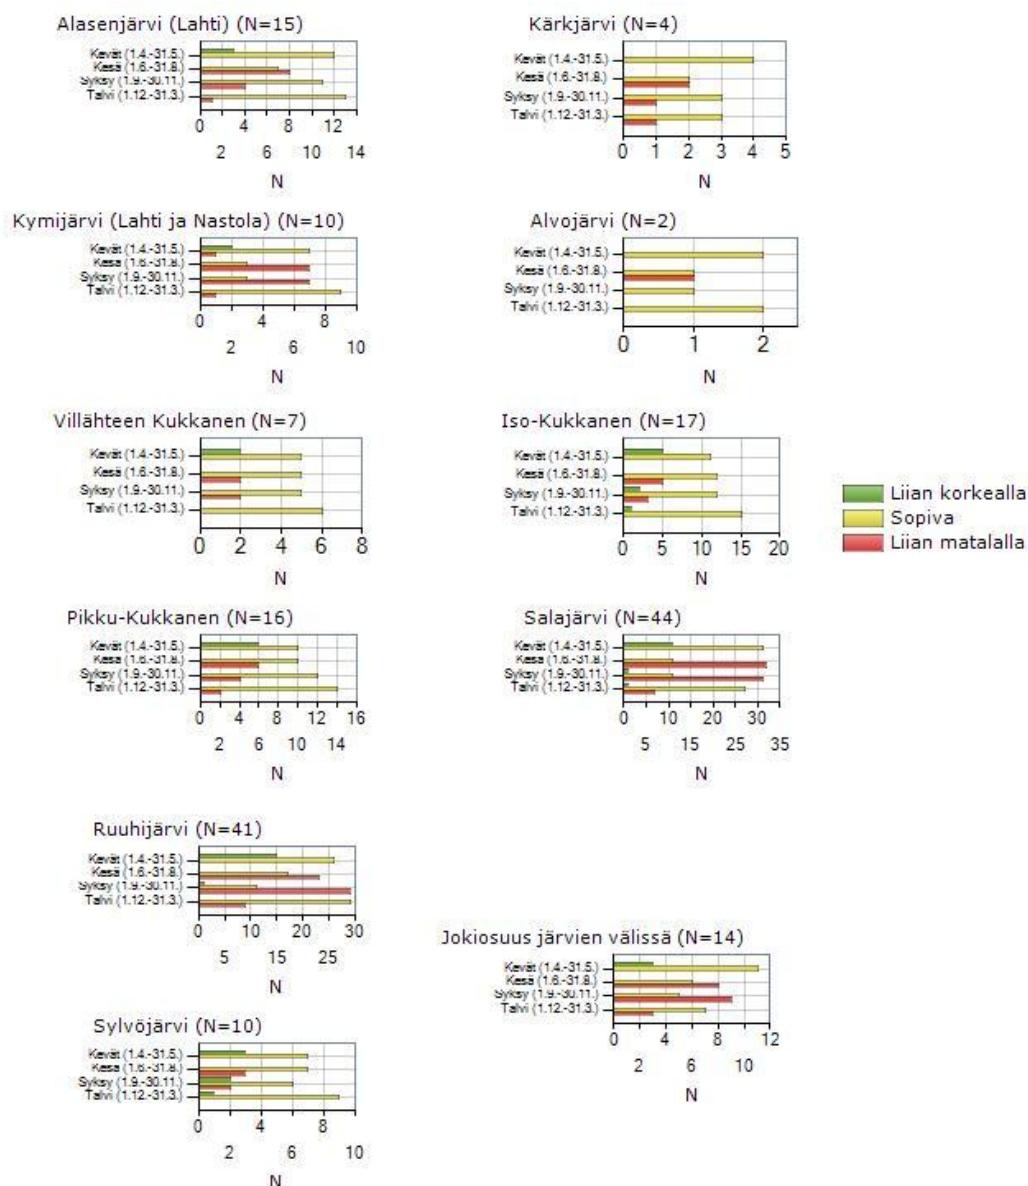 Alasenjärvi (Lahti) (N=15)
Kevät (1.4.-31.5.)
Kesä (1.6.-31.8.)
Syksy (1.9.-30.11.)
Talvi (1.12.-31.3.)
0 4 8 12
2 6 10 14
N
Kärkjärvi (N=4)
Kevät (1.4.-31.5.)
Kesä (1.6.-31.8.)
Syksy (1.9.-30.11.)
Talvi (1.12.-31.3.)
0 1 2 3 4 5
N
Kymijärvi (Lahti ja Nastola) (N=10)
Kevät (1.4.-31.5.)
Kesä (1.6.-31.8.)
Syksy (1.9.-30.11.)
Talvi (1.12.-31.3.)
0 4 8
2 6 10
N
Alvojärvi (N=2)
Kevät (1.4.-31.5.)
Kesä (1.6.-31.8.)
Syksy (1.9.-30.11.)
Talvi (1.12.-31.3.)
0 1 2
N
Villähteen Kukkanen (N=7)
Kevät (1.4.-31.5.)
Kesä (1.6.-31.8.)
Syksy (1.9.-30.11.)
Talvi (1.12.-31.3.)
0 2 4 6 8
N
Iso-Kukkanen (N=17)
Kevät (1.4.-31.5.)
Kesä (1.6.-31.8.)
Syksy (1.9.-30.11.)
Talvi (1.12.-31.3.)
0 5 10 15 20
N
Liian korkealla
Sopiva
Liian matalalla
Pikku-Kukkanen (N=16)
Kevät (1.4.-31.5.)
Kesä (1.6.-31.8.)
Syksy (1.9.-30.11.)
Talvi (1.12.-31.3.)
0 4 8 12 16
2 6 10 14
N
Salajärvi (N=44)
Kevät (1.4.-31.5.)
Kesä (1.6.-31.8.)
Syksy (1.9.-30.11.)
Talvi (1.12.-31.3.)
0 10 20 30
5 15 25 35
N
Ruuhijärvi (N=41)
Kevät (1.4.-31.5.)
Kesä (1.6.-31.8.)
Syksy (1.9.-30.11.)
Talvi (1.12.-31.3.)
0 10 20 30
5 15 25
N
Jokiosuus järvien välissä (N=14)
Kevät (1.4.-31.5.)
Kesä (1.6.-31.8.)
Syksy (1.9.-30.11.)
Talvi (1.12.-31.3.)
0 4 8 12
2 6 10
N
Sylvöjärvi (N=10)
Kevät (1.4.-31.5.)
Kesä (1.6.-31.8.)
Syksy (1.9.-30.11.)
Talvi (1.12.-31.3.)
0 4 8
2 6 10
N